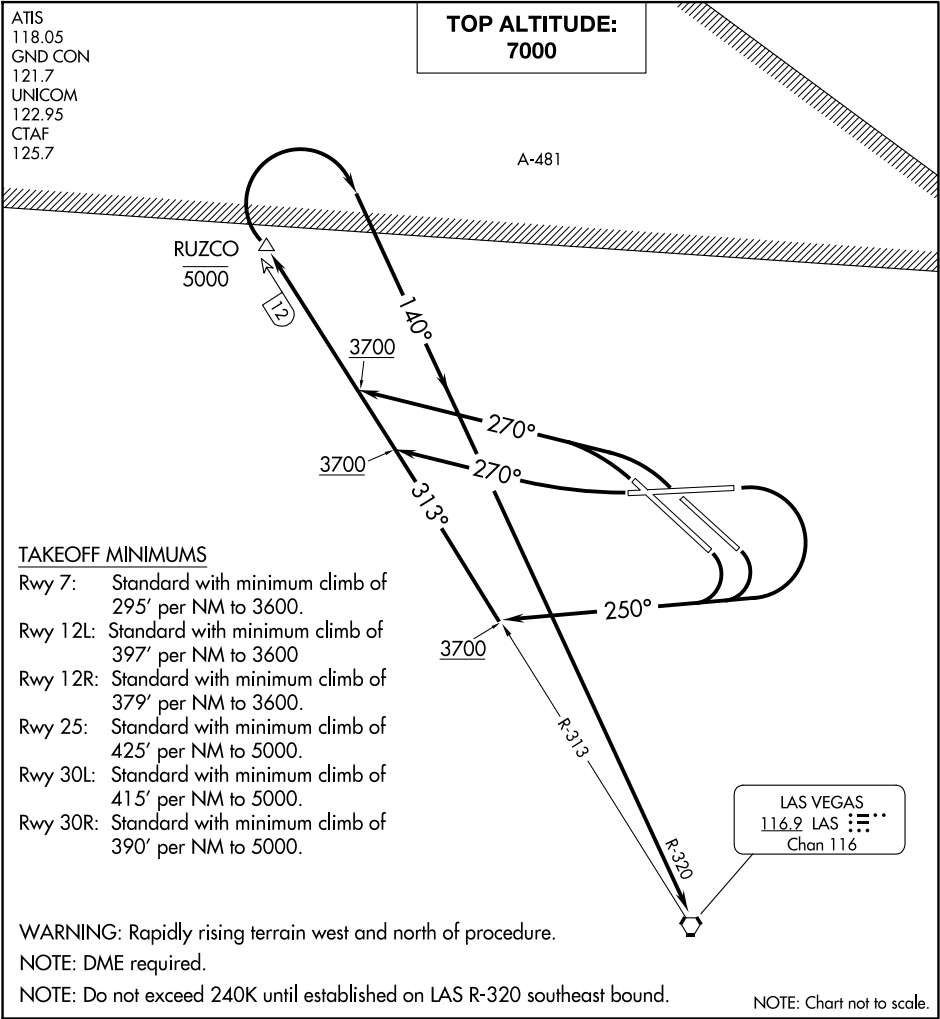 ATIS
118.05
GND CON
121.7
UNICOM
122.95
CTAF
125.7
TOP ALTITUDE:
7000
A-481
RUZCO
5000
12
140°
3700
270°
3700
270°
313°
250°
3700
R-313
R-320
TAKEOFF MINIMUMS
Rwy 7: Standard with minimum climb of
295' per NM to 3600.
Rwy 12L: Standard with minimum climb of
397' per NM to 3600
Rwy 12R: Standard with minimum climb of
379' per NM to 3600.
Rwy 25: Standard with minimum climb of
425' per NM to 5000.
Rwy 30L: Standard with minimum climb of
415' per NM to 5000.
Rwy 30R: Standard with minimum climb of
390' per NM to 5000.
LAS VEGAS
116.9 LAS
Chan 116
WARNING: Rapidly rising terrain west and north of procedure.
NOTE: DME required.
NOTE: Do not exceed 240K until established on LAS R-320 southeast bound.
NOTE: Chart not to scale.